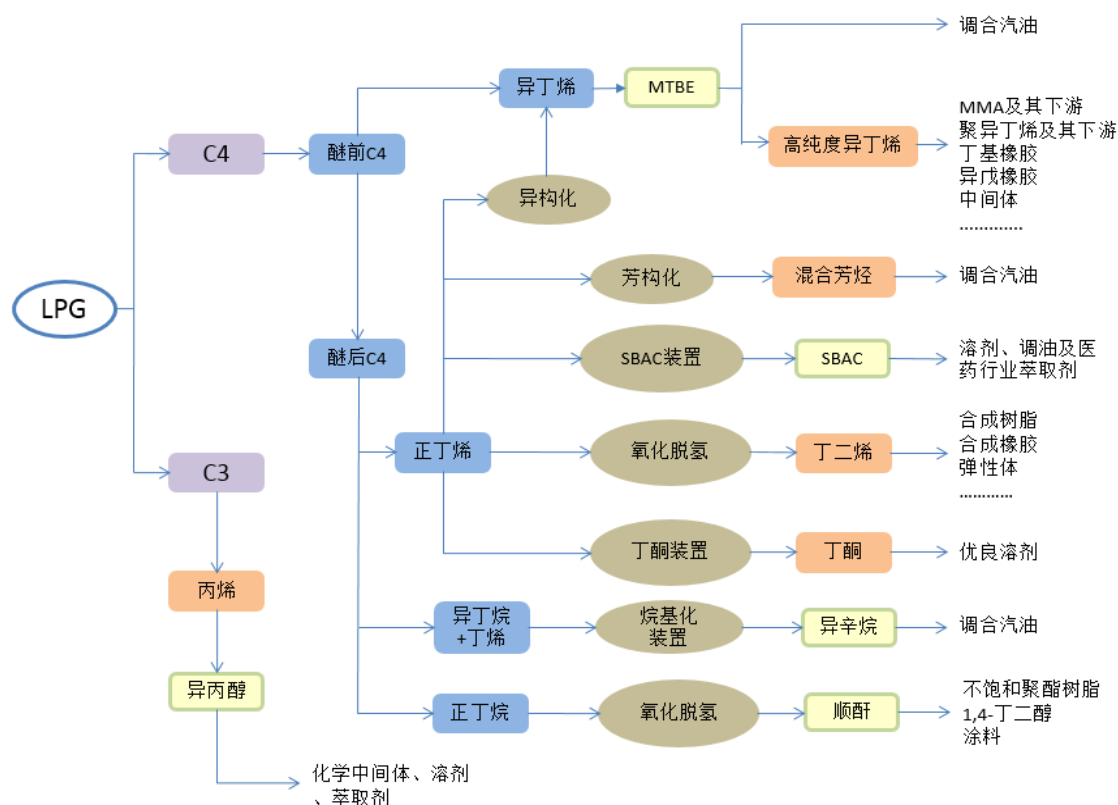 调合汽油
异丁烯
MTBE
MMA及其下游
聚异丁烯及其下游
丁基橡胶
异戊橡胶
中间体
.............
C4
醚前C4
高纯度异丁烯
异构化
芳构化
混合芳烃
调合汽油
LPG
醚后C4
SBAC装置
SBAC
溶剂、调油及医
药行业萃取剂
正丁烯
氧化脱氢
丁二烯
合成树脂
合成橡胶
弹性体
............
C3
丁酮装置
丁酮
优良溶剂
丙烯
异丁烷
+丁烯
烷基化
装置
异辛烷
调合汽油
异丙醇
正丁烷
氧化脱氢
顺酐
不饱和聚酯树脂
1,4-丁二醇
涂料
化学中间体、溶剂
、萃取剂